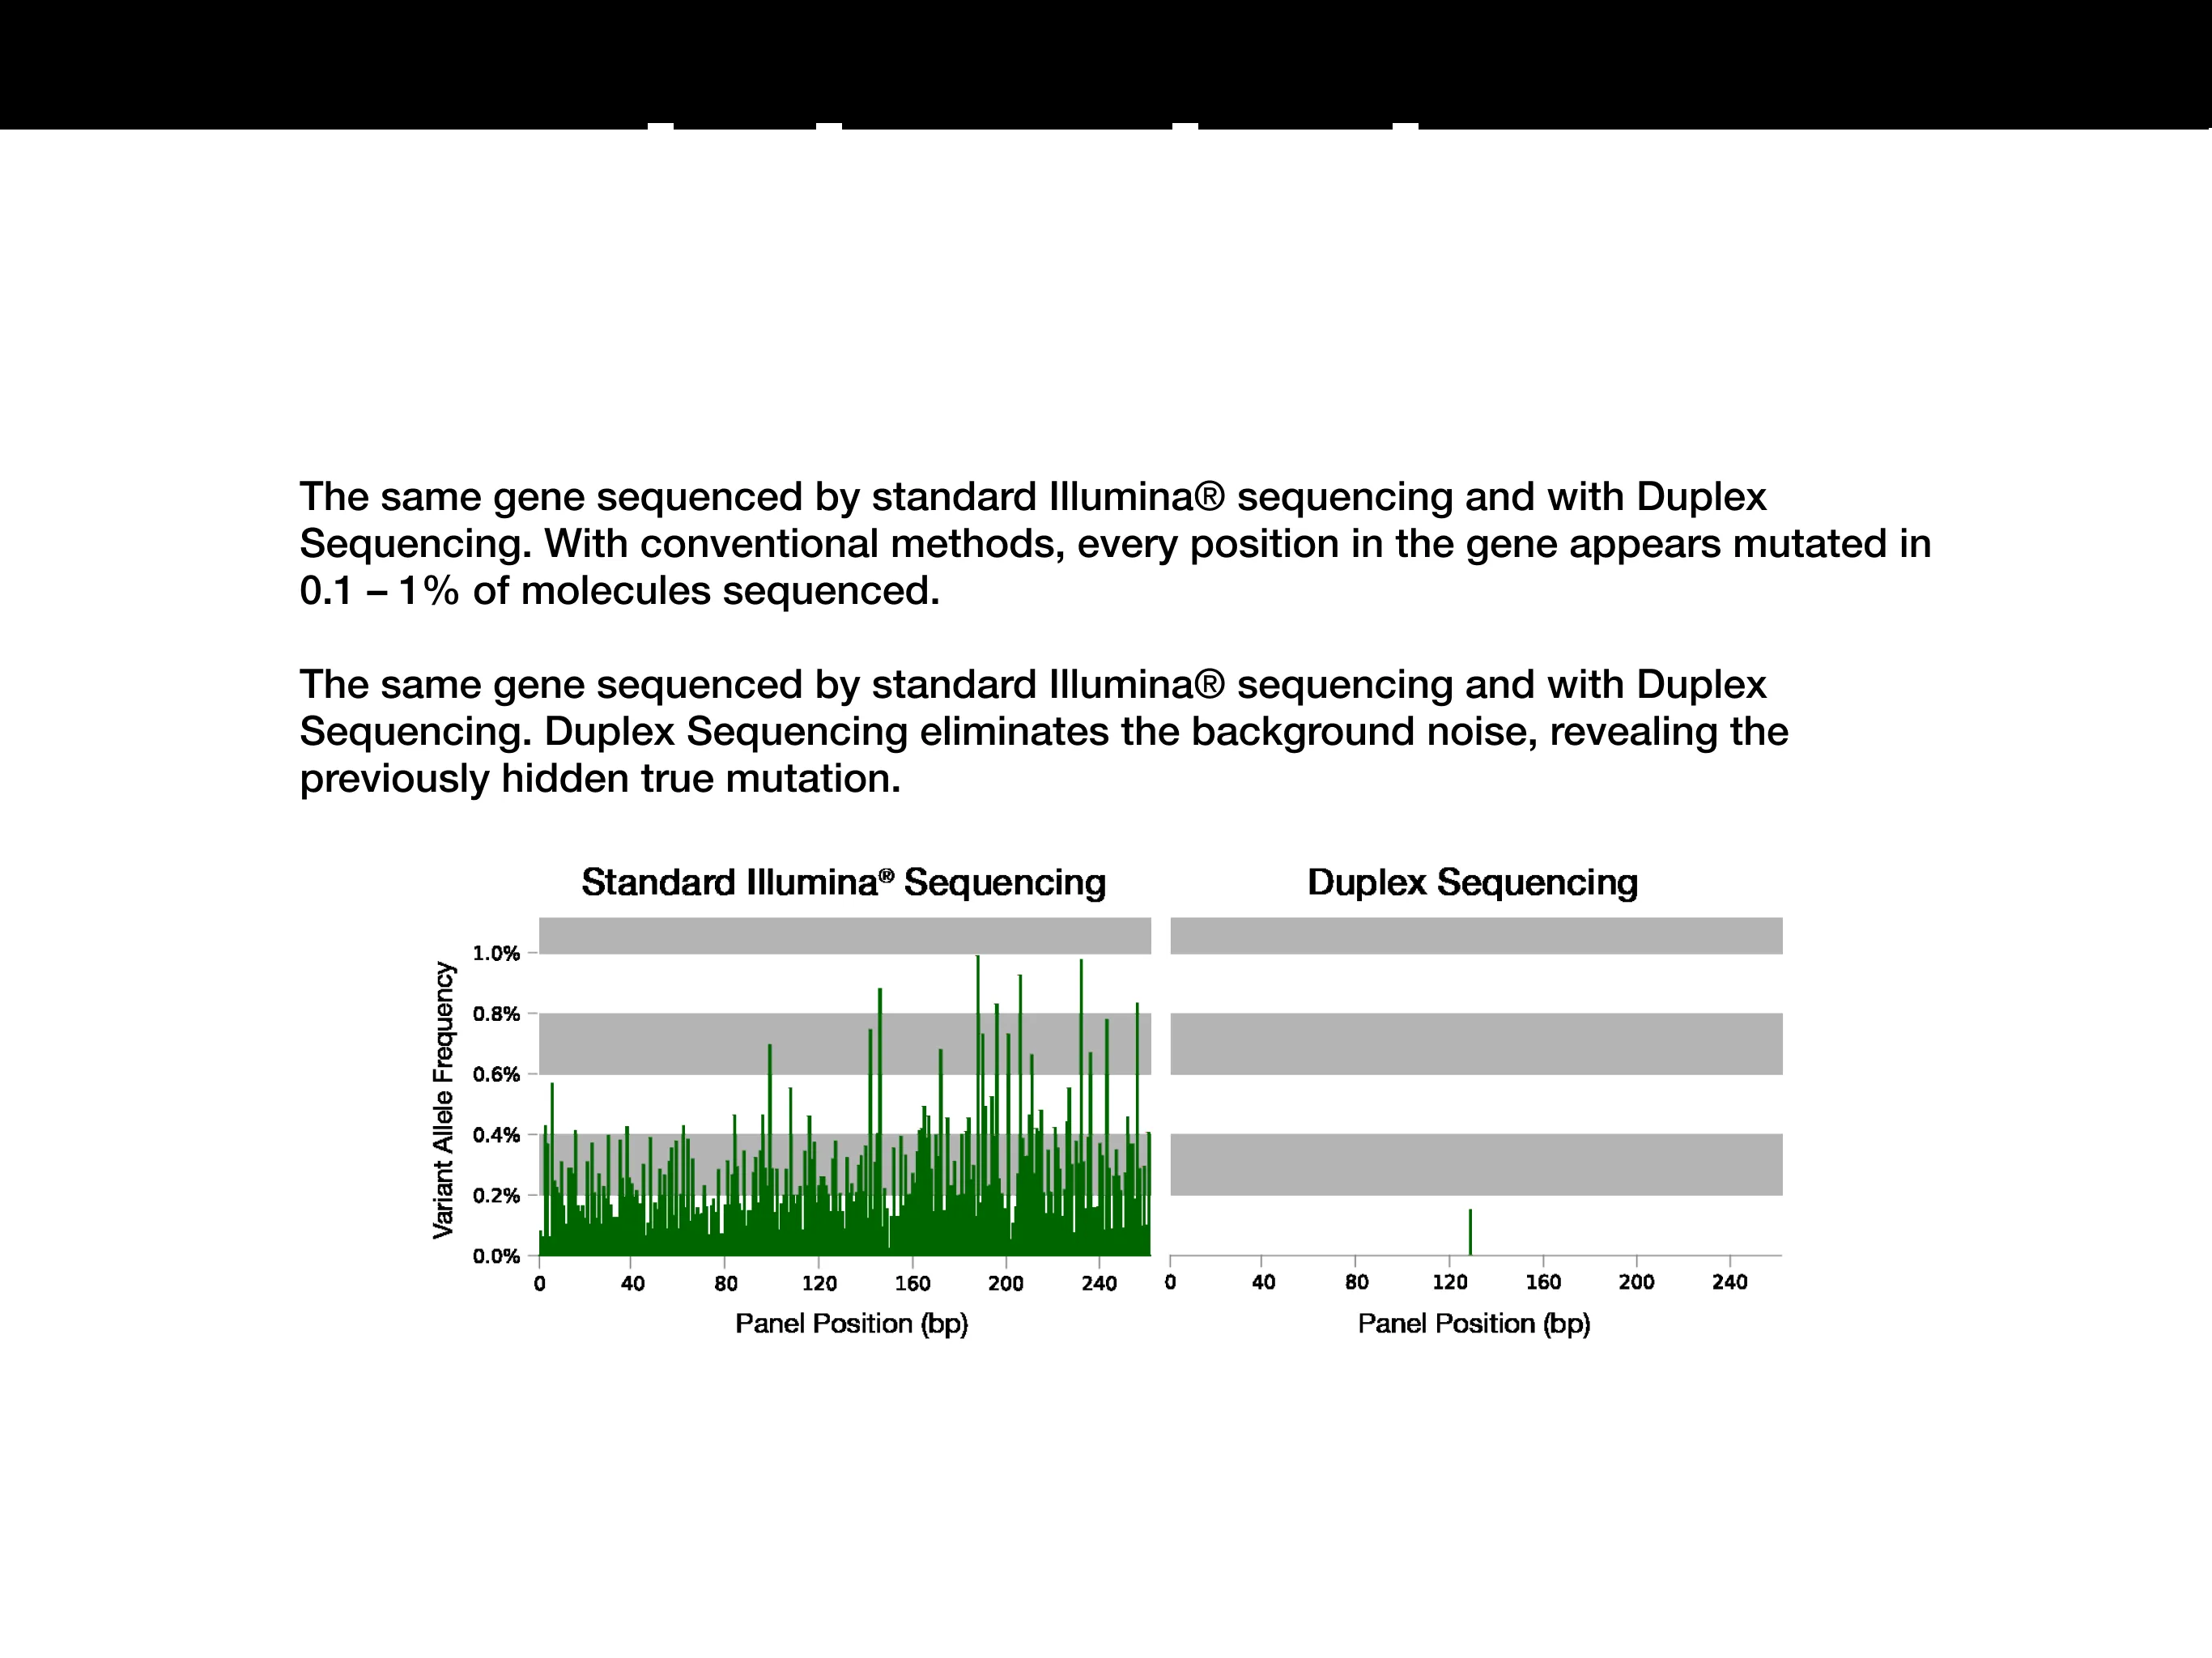 The same gene sequenced by standard Illumina® sequencing and with Duplex
Sequencing. With conventional methods, every position in the gene appears mutated in
0.1 – 1% of molecules sequenced.
The same gene sequenced by standard Illumina® sequencing and with Duplex
Sequencing. Duplex Sequencing eliminates the background noise, revealing the
previously hidden true mutation.
Standard Illumina® Sequencing
Duplex Sequencing
Variant Allele Frequency
1.0%
0.8%
0.6%
0.4%
0.2%
0.0%
0 40 80 120 160 200 240
0 40 80 120 160 200 240
Panel Position (bp)
Panel Position (bp)